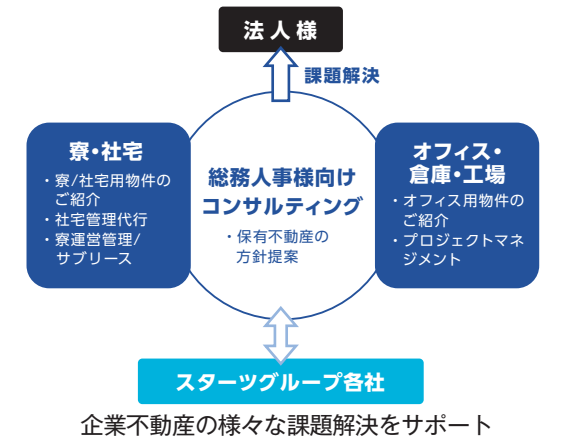 法人様
課題解決
寮・社宅
・寮/社宅用物件の
ご紹介
・社宅管理代行
・寮運営管理/
サブリース
総務人事様向け
コンサルティング
・保有不動産の
方針提案
オフィス・
倉庫・工場
・オフィス用物件の
ご紹介
・プロジェクトマネ
ジメント
スターツグループ各社
企業不動産の様々な課題解決をサポート